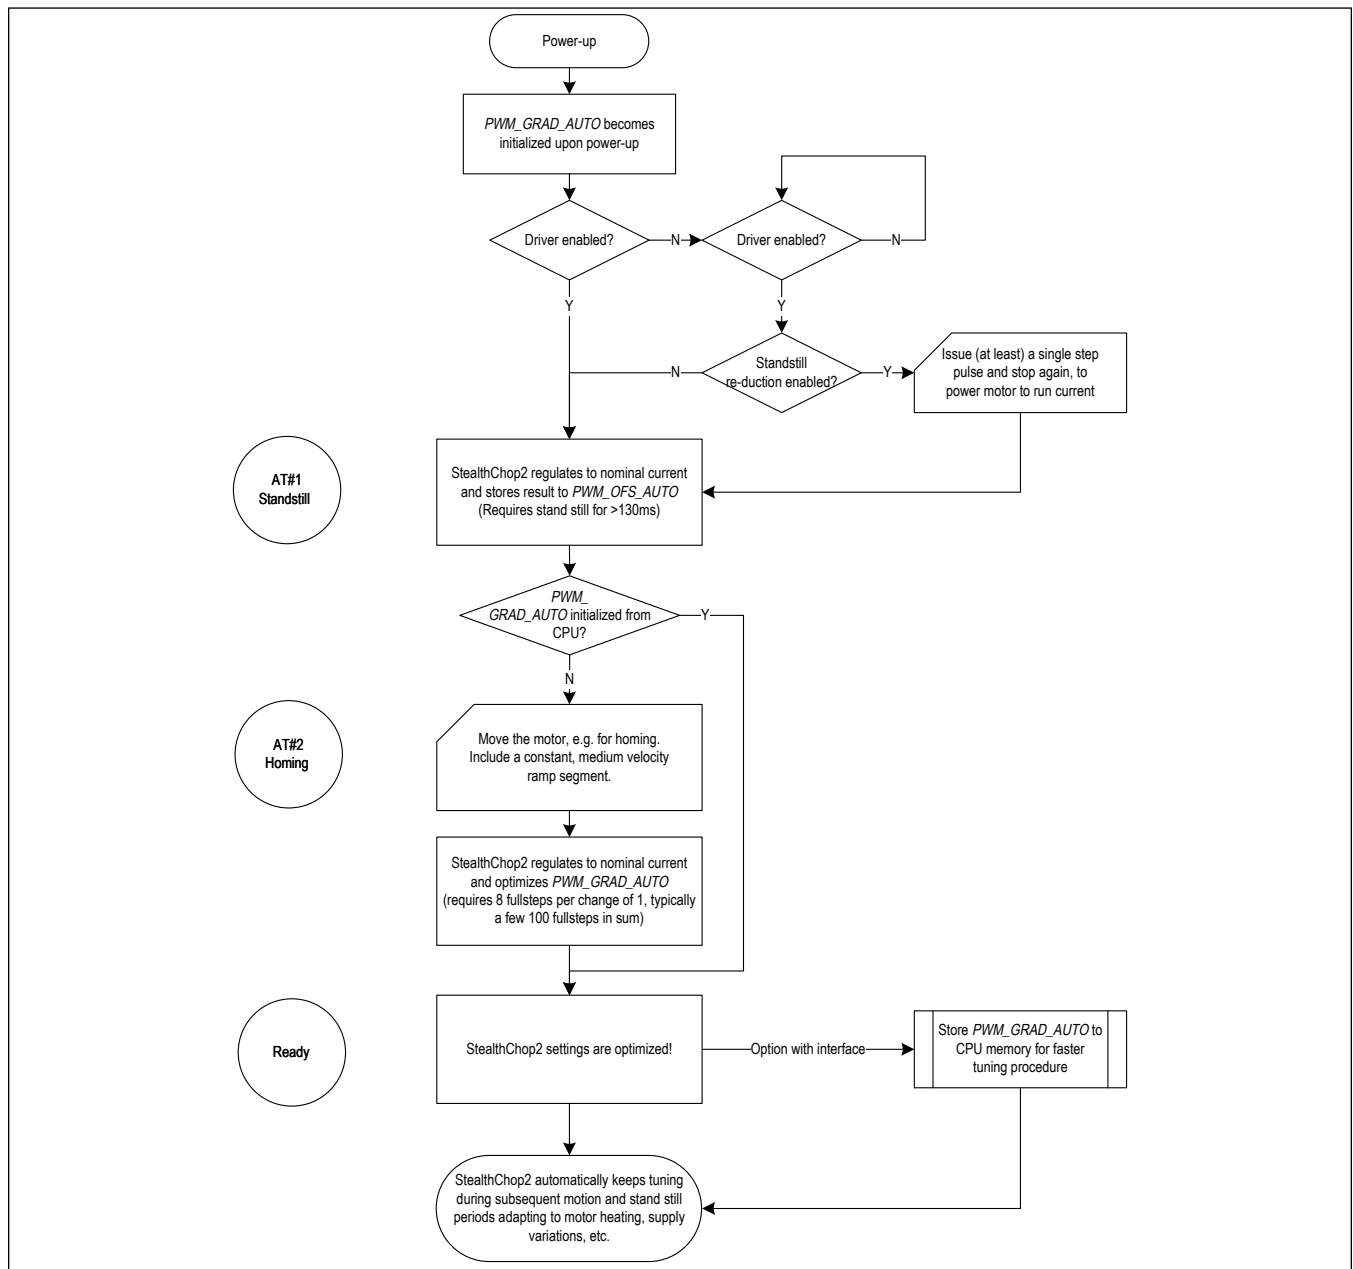 Power-up
PWM_GRAD_AUTO becomes
initialized upon power-up
Driver enabled?
N
Driver enabled?
N
Y
Y
Standstill
re-duction enabled?
N
Y
Issue (at least) a single step
pulse and stop again, to
power motor to run current
AT#1
Standstill
StealthChop2 regulates to nominal current
and stores result to PWM_OFS_AUTO
(Requires stand still for >130ms)
PWM_
GRAD_AUTO initialized from
CPU?
Y
N
AT#2
Homing
Move the motor, e.g. for homing.
Include a constant, medium velocity
ramp segment.
StealthChop2 regulates to nominal current
and optimizes PWM_GRAD_AUTO
(requires 8 fullsteps per change of 1, typically
a few 100 fullsteps in sum)
Ready
StealthChop2 settings are optimized!
Option with interface
Store PWM_GRAD_AUTO to
CPU memory for faster
tuning procedure
StealthChop2 automatically keeps tuning
during subsequent motion and stand still
periods adapting to motor heating, supply
variations, etc.